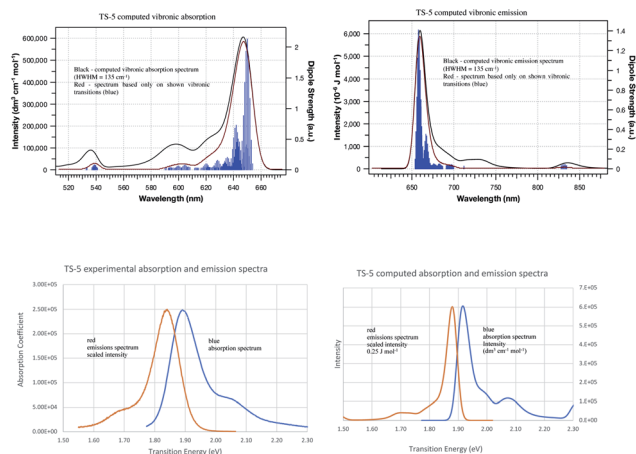 TS-5 computed vibronic absorption
Black - computed vibronic absorption spectrum
(HWHM = 135 cm⁻¹)
Red - spectrum based only on shown vibronic
transitions (blue)
Intensity (dm³ cm⁻¹ mol⁻¹)
600,000
500,000
400,000
300,000
200,000
100,000
0
2
1.5
1
0.5
0
Dipole Strength (a.u.)
520 540 560 580 600 620 640 660
Wavelength (nm)
TS-5 computed vibronic emission
Black - computed vibronic emission spectrum
(HWHM = 135 cm⁻¹)
Red – spectrum based only on shown vibronic
transitions (blue)
Intensity (10⁻⁶ J mol⁻¹)
6,000
5,000
4,000
3,000
2,000
1,000
0
1.4
1.2
1
0.8
0.6
0.4
0.2
0
Dipole Strength (a.u.)
650 700 750 800 850
Wavelength (nm)
TS-5 experimental absorption and emission spectra
3.00E+05
2.50E+05
2.00E+05
1.50E+05
1.00E+05
5.00E+04
0.00E+00
Absorption Coefficient
red
emissions spectrum
scaled intensity
blue
absorption spectrum
1.50 1.60 1.70 1.80 1.90 2.00 2.10 2.20 2.30
Transition Energy (eV)
TS-5 computed absorption and emission spectra
Intensity
red
emissions spectrum
scaled intensity
0.25 J mol⁻¹
blue
absorption spectrum
Intensity
(dm³ cm⁻¹ mol⁻¹)
7.E+05
6.E+05
5.E+05
4.E+05
3.E+05
2.E+05
1.E+05
0.E+00
1.50 1.60 1.70 1.80 1.90 2.00 2.10 2.20 2.30
Transition Energy (eV)